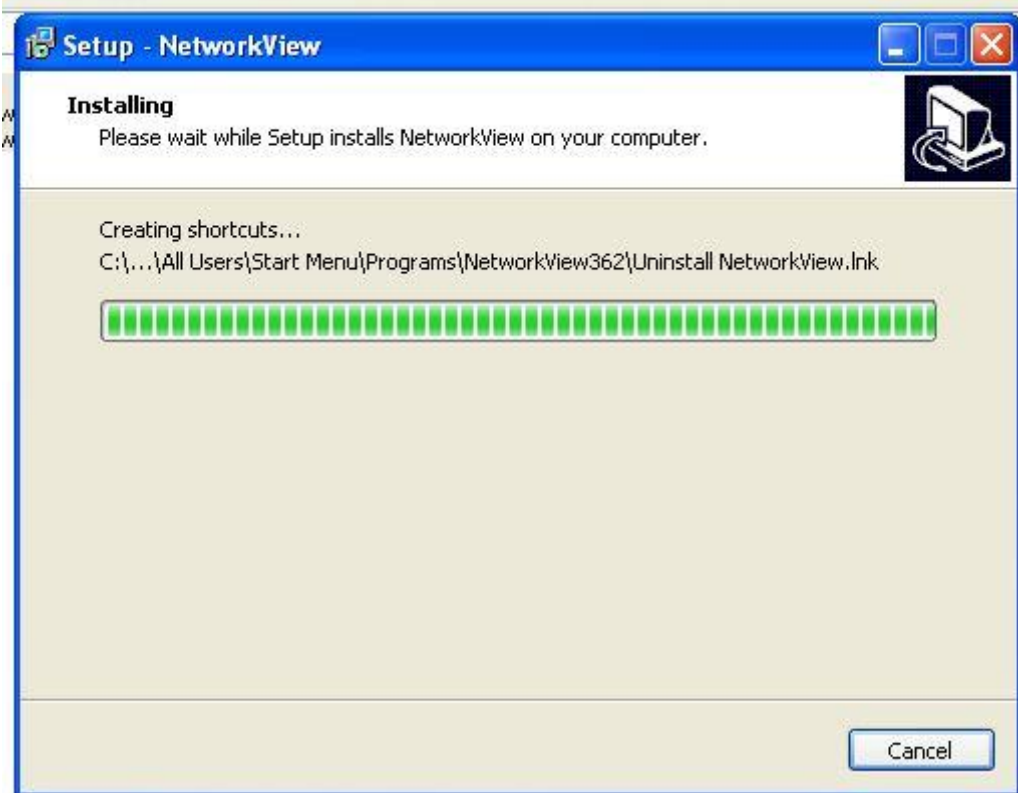 Setup - NetworkView
Installing
Please wait while Setup installs NetworkView on your computer.
Creating shortcuts...
C:\...\All Users\Start Menu\Programs\NetworkView362\Uninstall NetworkView.lnk
Cancel